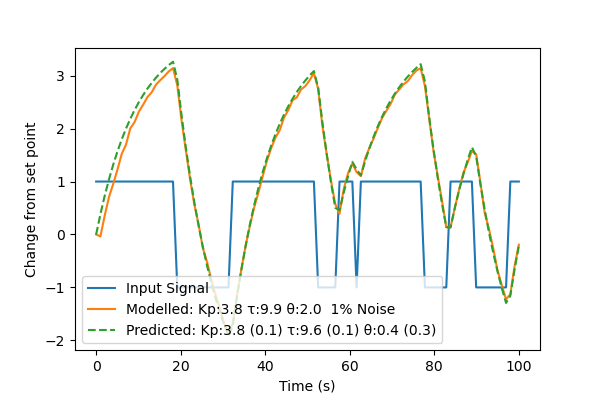 Change from set point
3
2
1
0
−1
−2
Input Signal
Modelled: Kp:3.8 τ:9.9 θ:2.0  1% Noise
Predicted: Kp:3.8 (0.1) τ:9.6 (0.1) θ:0.4 (0.3)
0 20 40 60 80 100
Time (s)